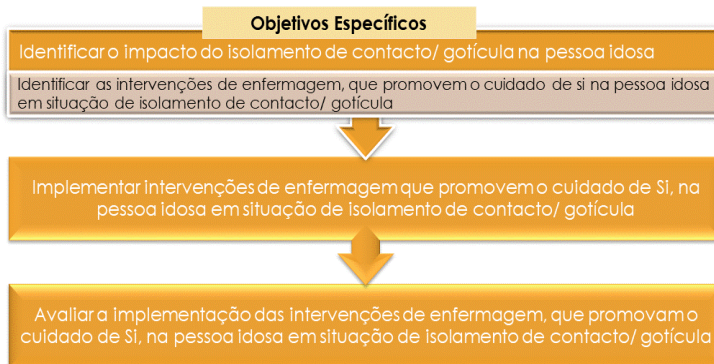 Objetivos Específicos
Identificar o impacto do isolamento de contacto/ gotícula na pessoa idosa
Identificar as intervenções de enfermagem, que promovem o cuidado de si na pessoa idosa
em situação de isolamento de contacto/ gotícula
Implementar intervenções de enfermagem que promovem o cuidado de Si, na
pessoa idosa em situação de isolamento de contacto/ gotícula
Avaliar a implementação das intervenções de enfermagem, que promovam o
cuidado de Si, na pessoa idosa em situação de isolamento de contacto/ gotícula